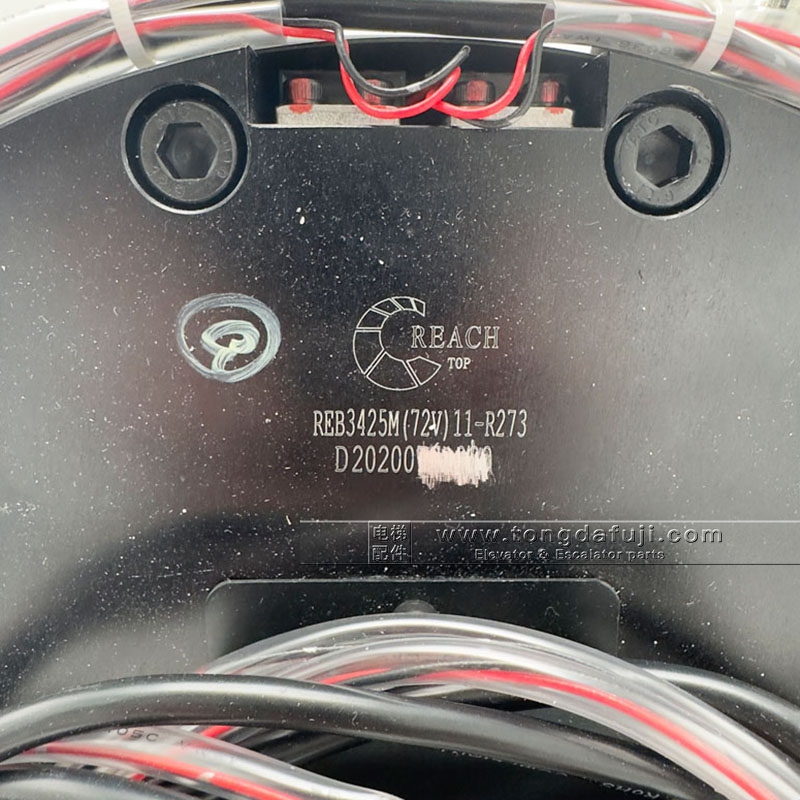 REACH
TOP
REB3425M(72V)11-R273
D20200
电梯
配件
www.tongdafuji.com
Elevator & Escalator parts